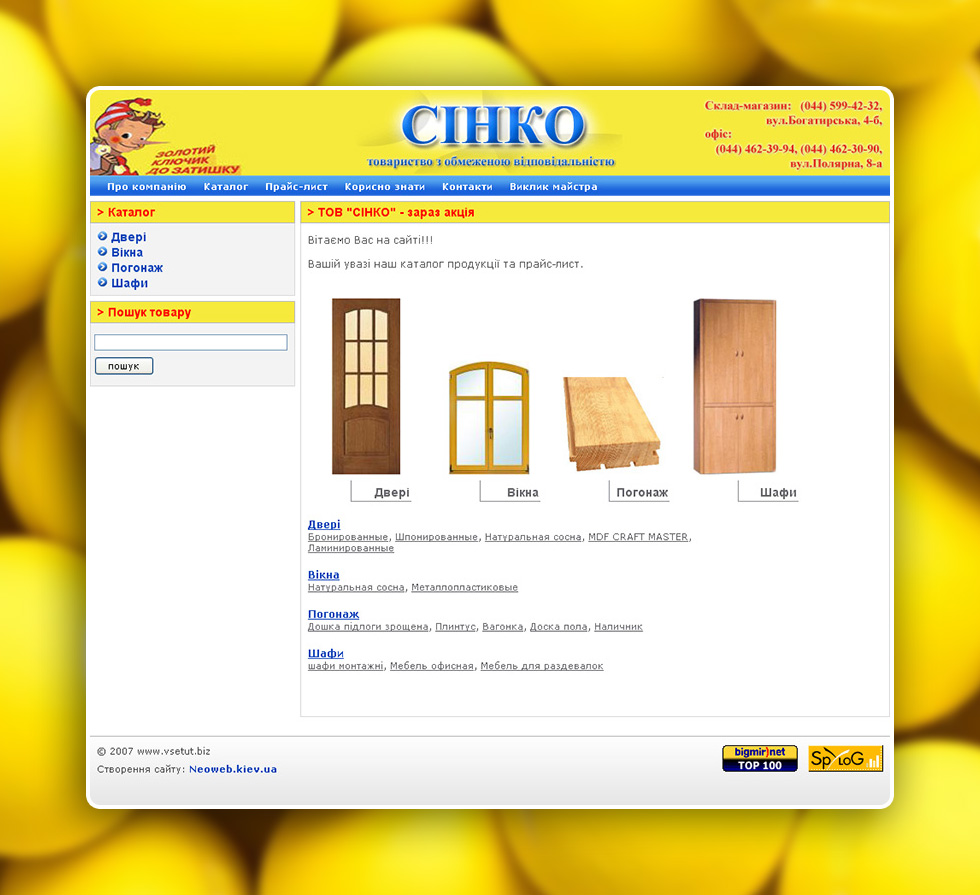 ЗОЛОТИЙ
КЛЮЧИК
ДО ЗАТИШКУ
СІНКО
товариство з обмеженою відповідальністю
Склад-магазин: (044) 599-42-32,
вул.Богатирська, 4-б,
офіс:
(044) 462-39-94, (044) 462-30-90,
вул.Полярна, 8-а
Про компанію Каталог Прайс-лист Корисно знати Контакти Виклик майстра
> Каталог
Двері
Вікна
Погонаж
Шафи
> Пошук товару
пошук
> ТОВ "СІНКО" - зараз акція
Вітаємо Вас на сайті!!!
Вашій увазі наш каталог продукції та прайс-лист.
Двері Вікна Погонаж Шафи
Двері
Бронированные, Шпонированные, Натуральная сосна, MDF CRAFT MASTER,
Ламинированные
Вікна
Натуральная сосна, Металлопластиковые
Погонаж
Дошка підлоги зрощена, Плинтус, Вагонка, Доска пола, Наличник
Шафи
шафи монтажні, Мебель офисная, Мебель для раздевалок
© 2007 www.vsetut.biz
Створення сайту: Neoweb.kiev.ua
bigmir)net
TOP 100
SpyLOG